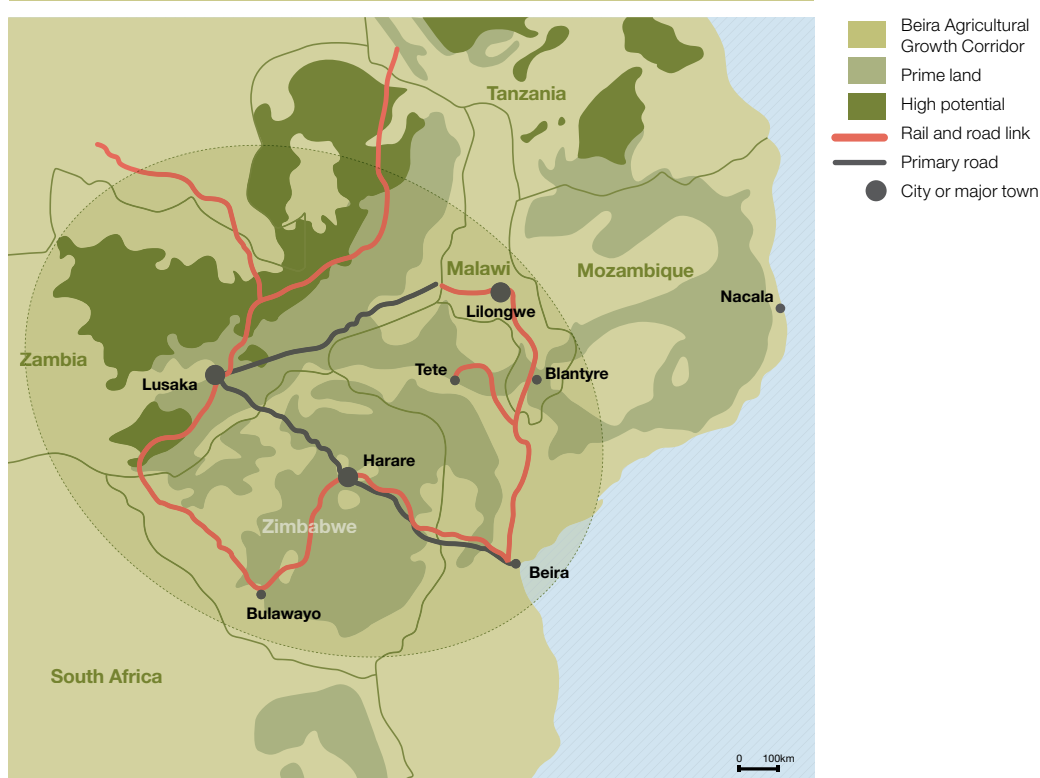 Beira Agricultural
Growth Corridor
Prime land
High potential
Rail and road link
Primary road
City or major town
Tanzania
Malawi
Mozambique
Nacala
Lilongwe
Zambia
Tete
Blantyre
Lusaka
Harare
Zimbabwe
Beira
Bulawayo
South Africa
0 100km